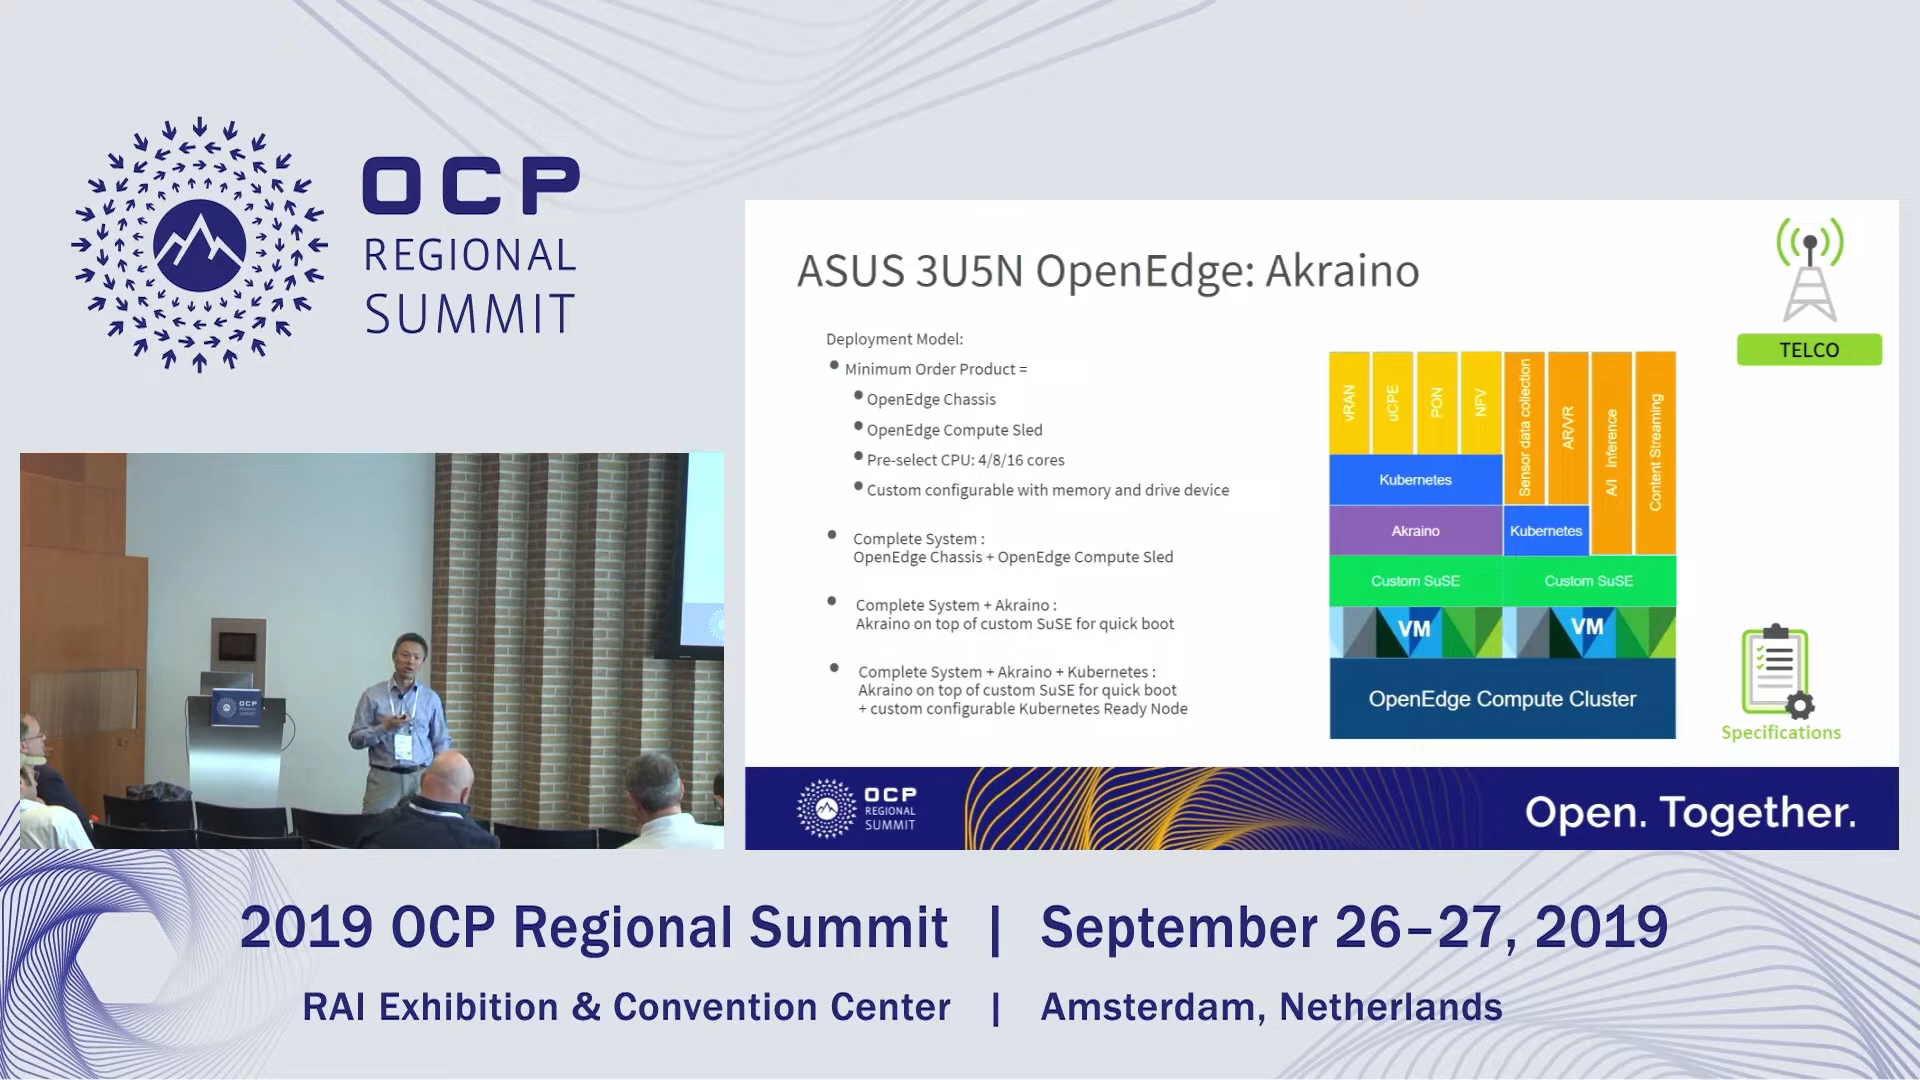 OCP
REGIONAL
SUMMIT
ASUS 3U5N OpenEdge: Akraino
TELCO
Deployment Model:
Minimum Order Product =
OpenEdge Chassis
OpenEdge Compute Sled
Pre-select CPU: 4/8/16 cores
Custom configurable with memory and drive device
Complete System :
OpenEdge Chassis + OpenEdge Compute Sled
Complete System + Akraino :
Akraino on top of custom SuSE for quick boot
Complete System + Akraino + Kubernetes :
Akraino on top of custom SuSE for quick boot
+ custom configurable Kubernetes Ready Node
vRAN
uCPE
PON
NFV
Sensor data collection
AR/VR
A/I Inference
Content Streaming
Kubernetes
Akraino
Kubernetes
Custom SuSE
Custom SuSE
VM
VM
OpenEdge Compute Cluster
Specifications
OCP
REGIONAL
SUMMIT
Open. Together.
OCP
REGIONAL
SUMMIT
2019 OCP Regional Summit | September 26–27, 2019
RAI Exhibition & Convention Center | Amsterdam, Netherlands